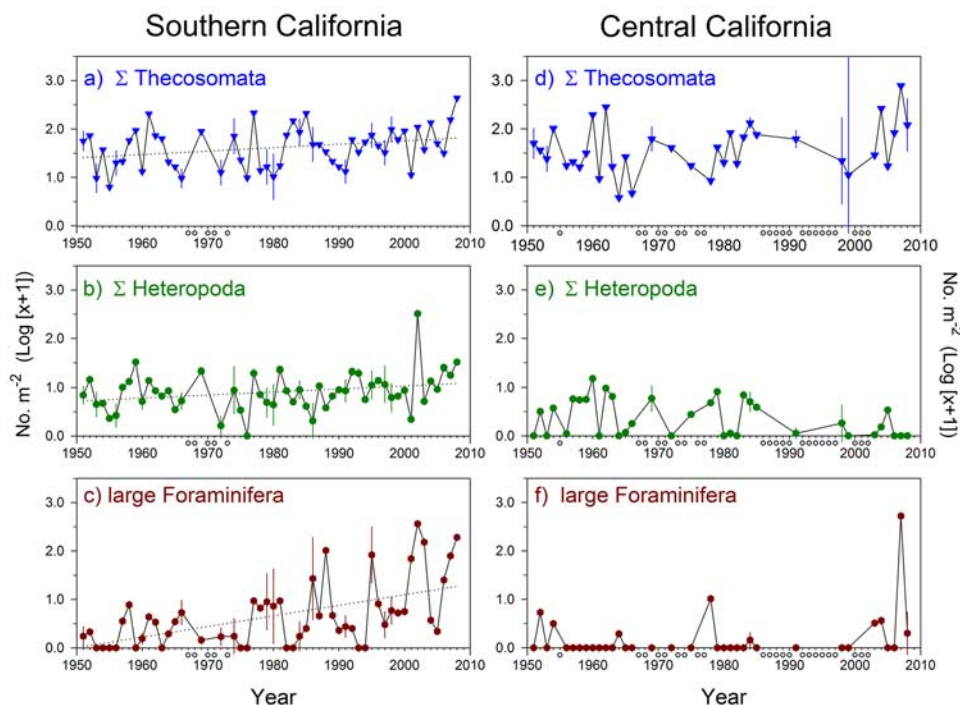 Southern California
Central California
a) Σ Thecosomata
d) Σ Thecosomata
3.0
2.0
1.0
0.0
3.0
2.0
1.0
0.0
1950 1960 1970 1980 1990 2000 2010
1950 1960 1970 1980 1990 2000 2010
b) Σ Heteropoda
e) Σ Heteropoda
3.0
2.0
1.0
0.0
3.0
2.0
1.0
0.0
1950 1960 1970 1980 1990 2000 2010
1950 1960 1970 1980 1990 2000 2010
No. m-2 (Log [x+1])
No. m-2 (Log [x+1])
c) large Foraminifera
f) large Foraminifera
3.0
2.0
1.0
0.0
3.0
2.0
1.0
0.0
1950 1960 1970 1980 1990 2000 2010
1950 1960 1970 1980 1990 2000 2010
Year
Year